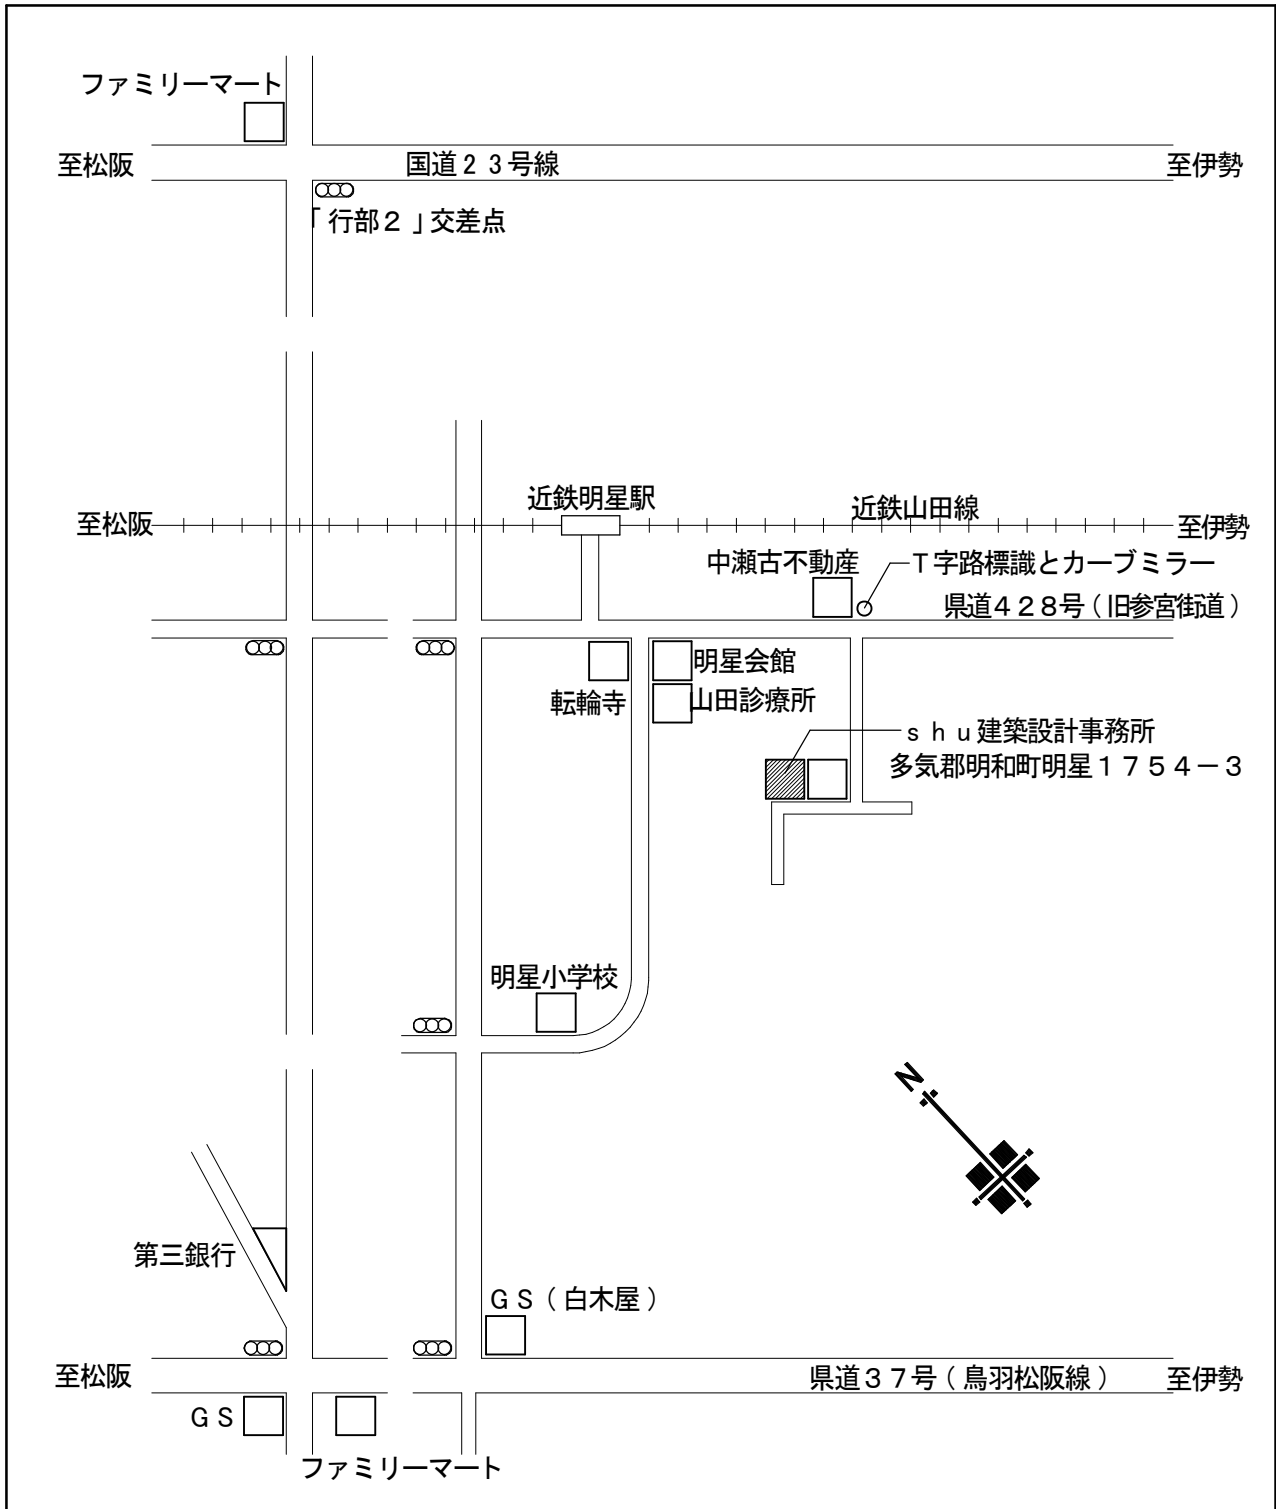 ファミリーマート
至松阪
国道２３号線
至伊勢
「行部２」交差点
近鉄明星駅
近鉄山田線
至松阪
至伊勢
中瀬古不動産
Ｔ字路標識とカーブミラー
県道４２８号（旧参宮街道）
明星会館
転輪寺
山田診療所
ｓｈｕ建築設計事務所
多気郡明和町明星１７５４－３
明星小学校
N
第三銀行
ＧＳ（白木屋）
至松阪
県道３７号（鳥羽松阪線）
至伊勢
ＧＳ
ファミリーマート